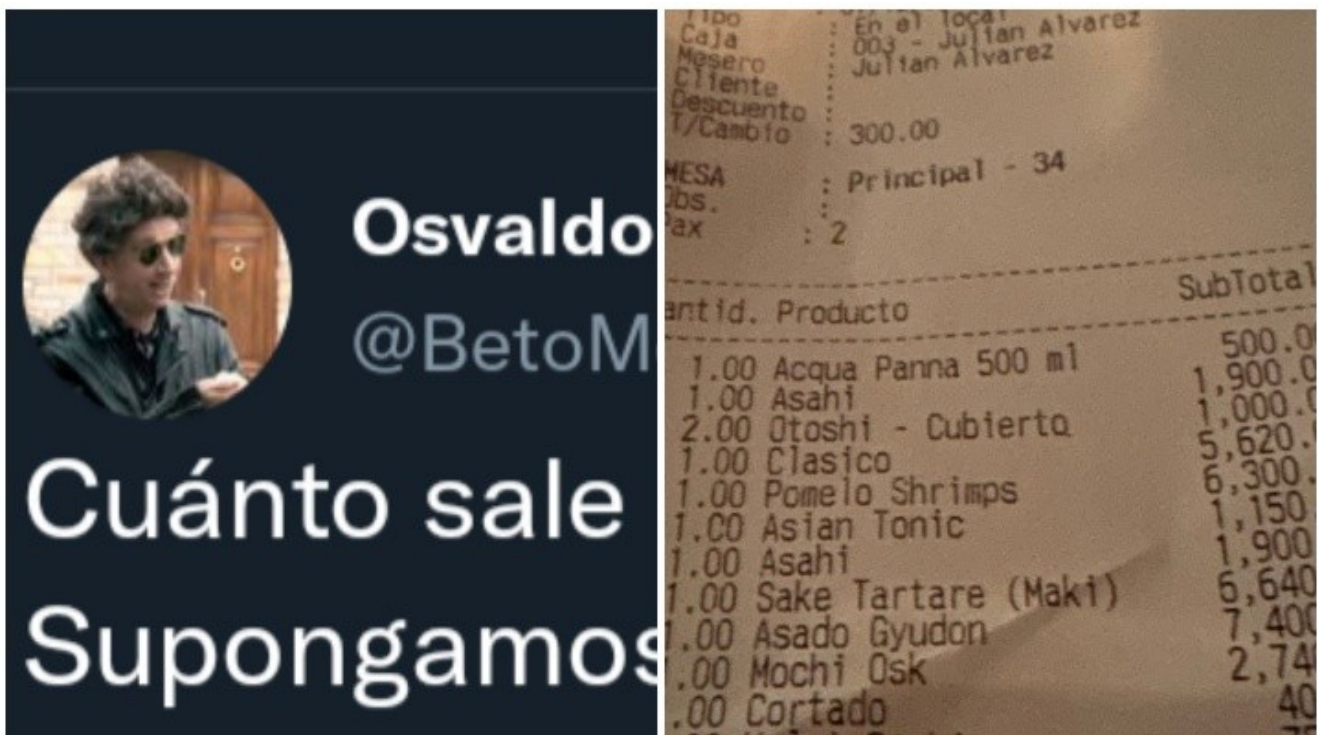 Osvaldo
@BetoM
Cuánto sale
Supongamos
Tipo : En el local
Caja : 003 - Julian Alvarez
Mesero : Julian Alvarez
Cliente :
Descuento :
T/Cambio : 300.00
MESA : Principal - 34
Obs. :
Pax : 2
antid. Producto SubTotal
1.00 Acqua Panna 500 ml 500.0
1.00 Asahi 1,900.0
2.00 Otoshi - Cubierto 1,000.0
1.00 Clasico 5,620.
1.00 Pomelo Shrimps 6,300.
1.00 Asian Tonic 1,150
1.00 Asahi 1,900
1.00 Sake Tartare (Maki) 6,640
1.00 Asado Gyudon 7,400
.00 Mochi Osk 2,740
.00 Cortado 40